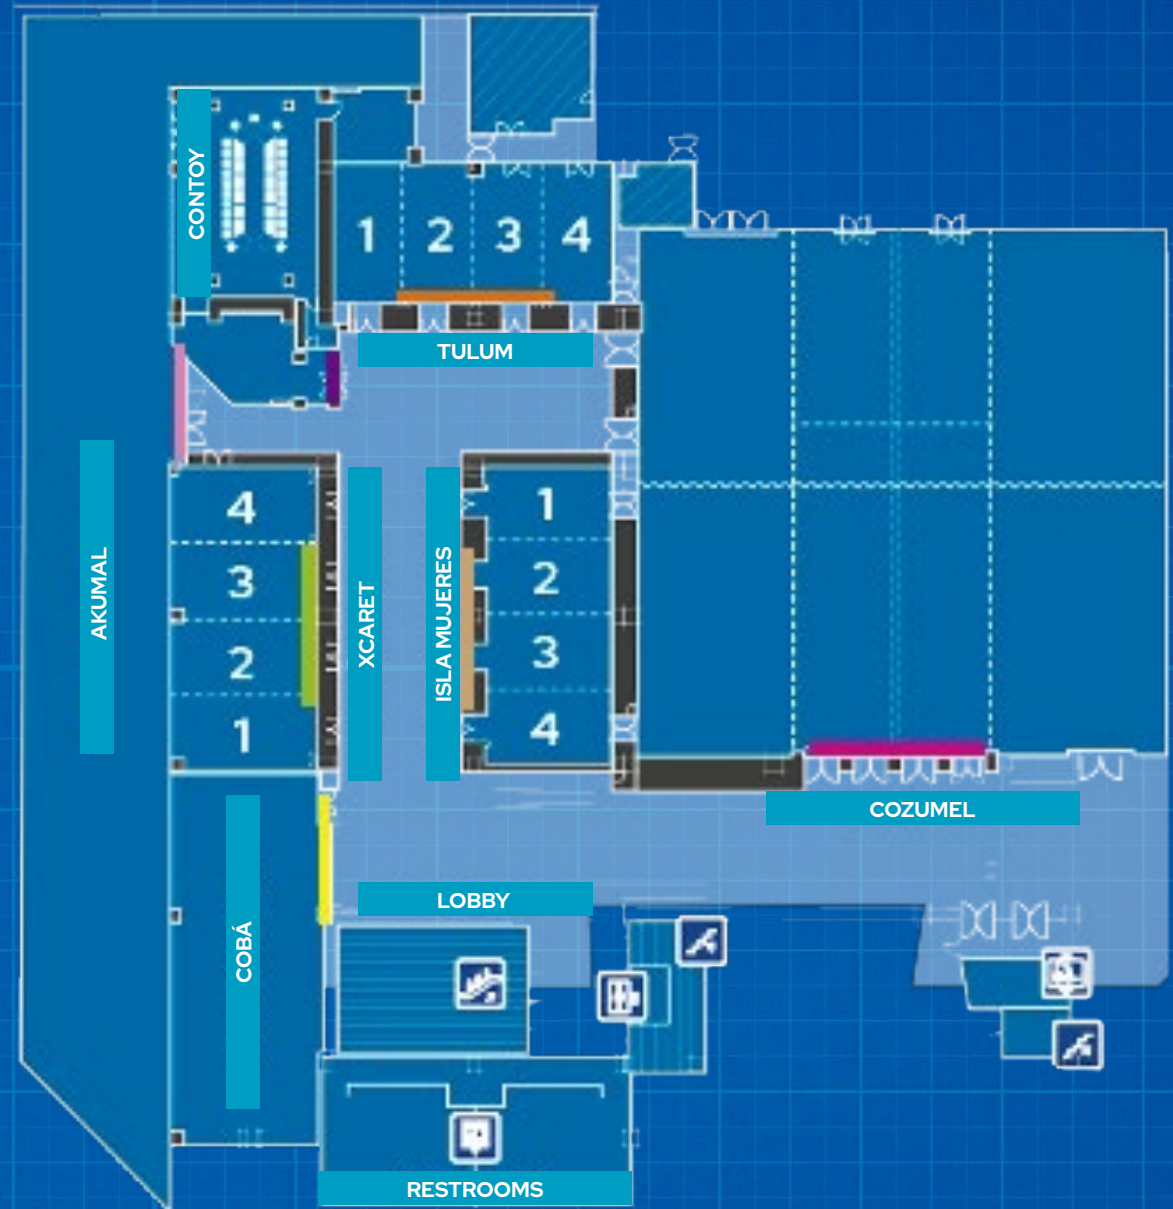 CONTOY
1 2 3 4
TULUM
AKUMAL
4
3
2
1
XCARET
ISLA MUJERES
1
2
3
4
COZUMEL
LOBBY
COBÁ
RESTROOMS